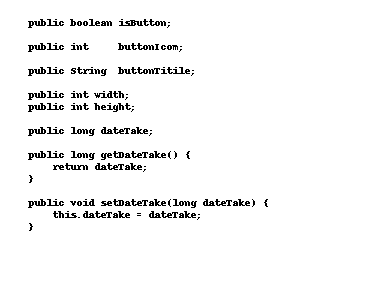 public boolean isButton;
public int buttonIcom;
public String buttonTitile;
public int width;
public int height;
public long dateTake;
public long getDateTake() {
return dateTake;
}
public void setDateTake(long dateTake) {
this.dateTake = dateTake;
}